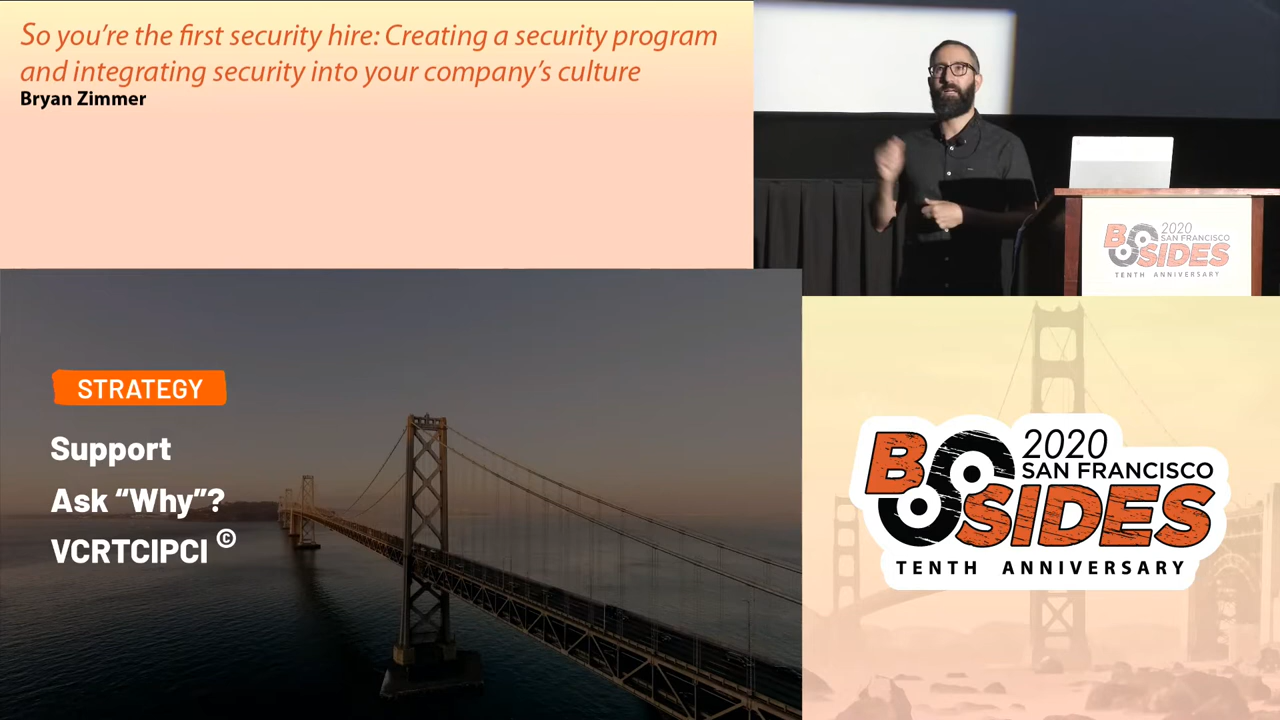 So you're the first security hire: Creating a security program
and integrating security into your company's culture
Bryan Zimmer
2020
SAN FRANCISCO
BSIDES
TENTH ANNIVERSARY
STRATEGY
Support
Ask “Why”?
VCRTCIPCI ©
2020
SAN FRANCISCO
BSIDES
TENTH ANNIVERSARY